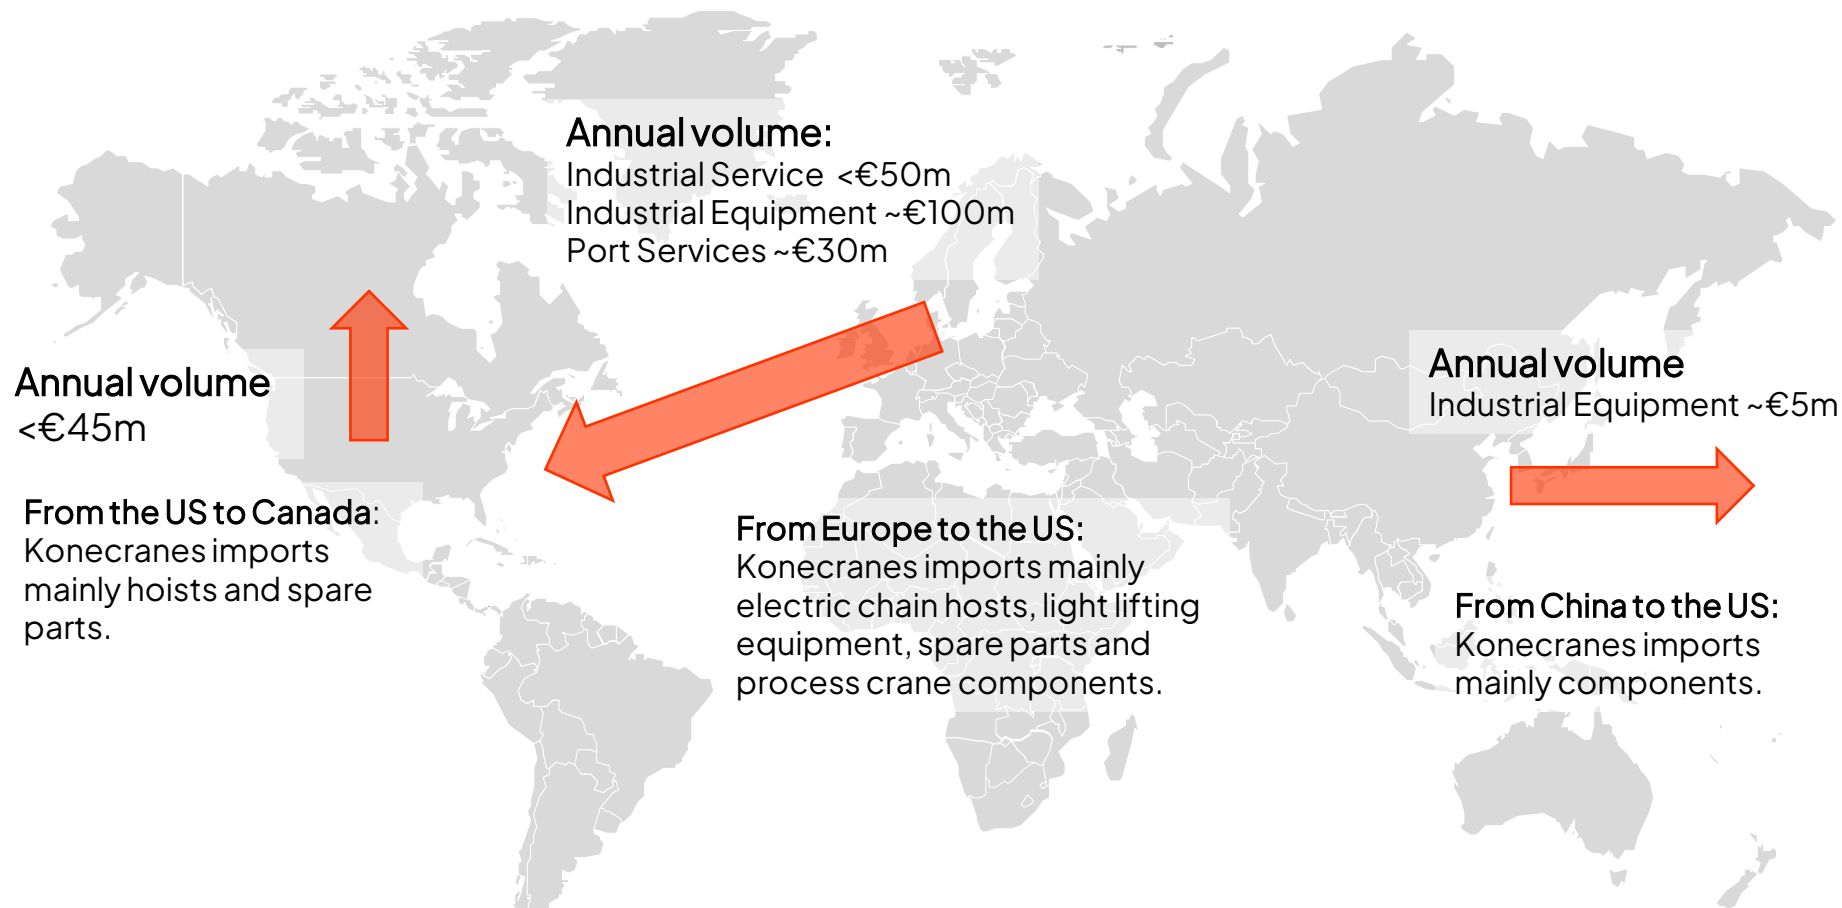 Annual volume:
Industrial Service <€50m
Industrial Equipment ~€100m
Port Services ~€30m
Annual volume
<€45m
From the US to Canada:
Konecranes imports
mainly hoists and spare
parts.
From Europe to the US:
Konecranes imports mainly
electric chain hosts, light lifting
equipment, spare parts and
process crane components.
Annual volume
Industrial Equipment ~€5m
From China to the US:
Konecranes imports
mainly components.